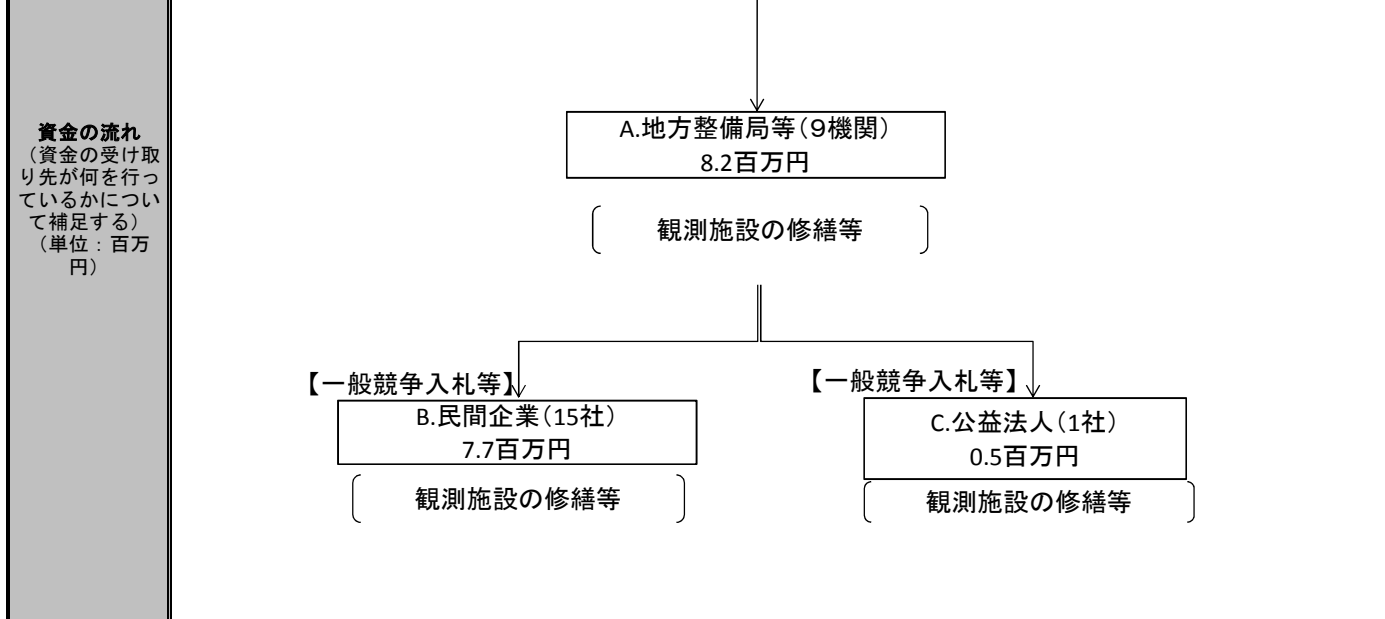 資金の流れ
（資金の受け取
り先が何を行っ
ているかについ
て補足する）
（単位：百万
円）
A.地方整備局等（９機関）
8.2百万円
観測施設の修繕等
【一般競争入札等】
B.民間企業（15社）
7.7百万円
観測施設の修繕等
【一般競争入札等】
C.公益法人（1社）
0.5百万円
観測施設の修繕等